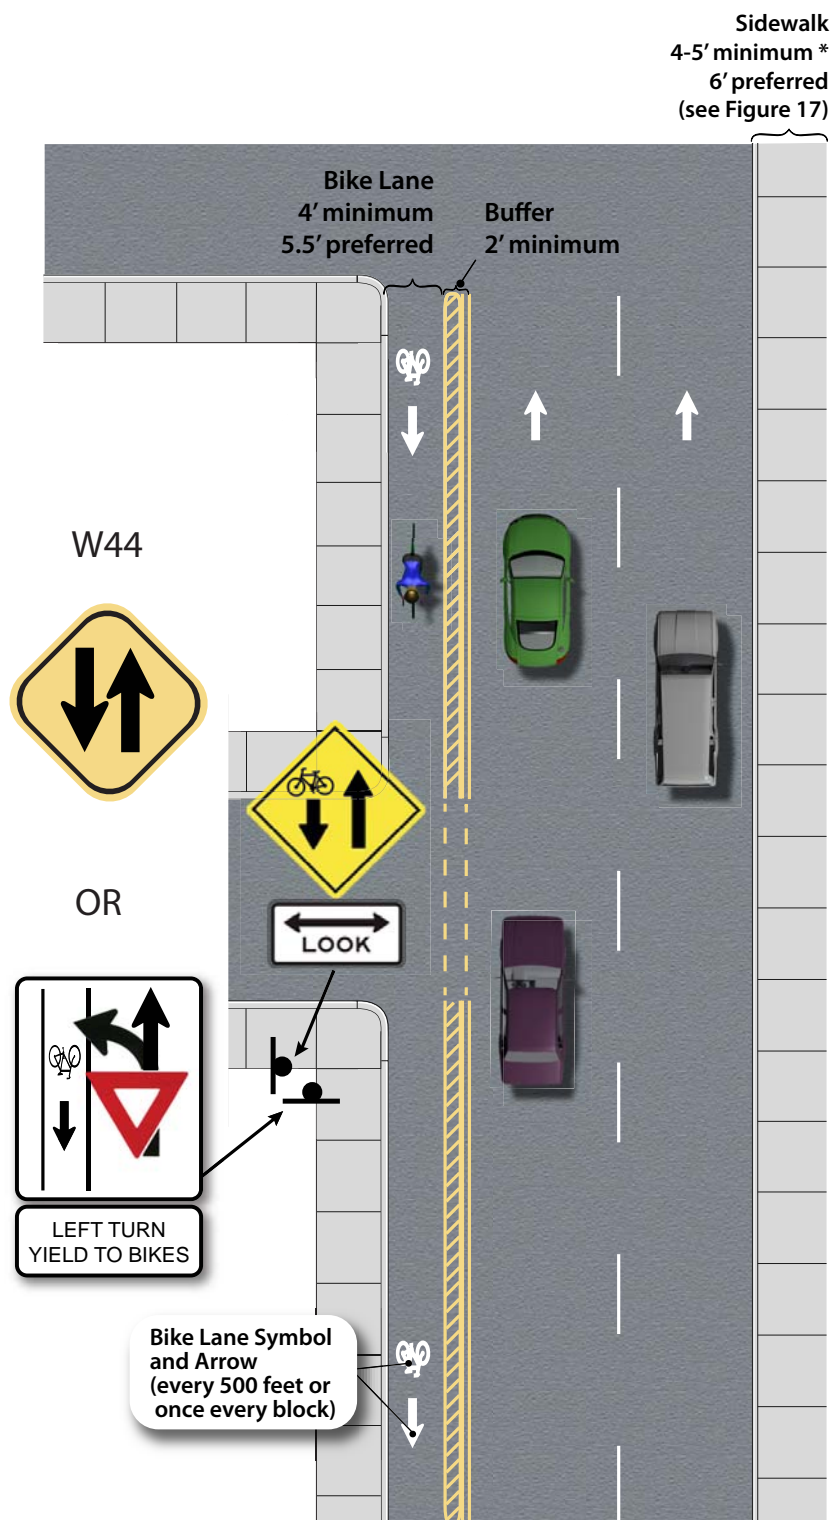 Sidewalk
4-5’ minimum *
6’ preferred
(see Figure 17)
Bike Lane
4’ minimum
5.5’ preferred
Buffer
2’ minimum
W44
OR
LOOK
LEFT TURN
YIELD TO BIKES
Bike Lane Symbol
and Arrow
(every 500 feet or
once every block)